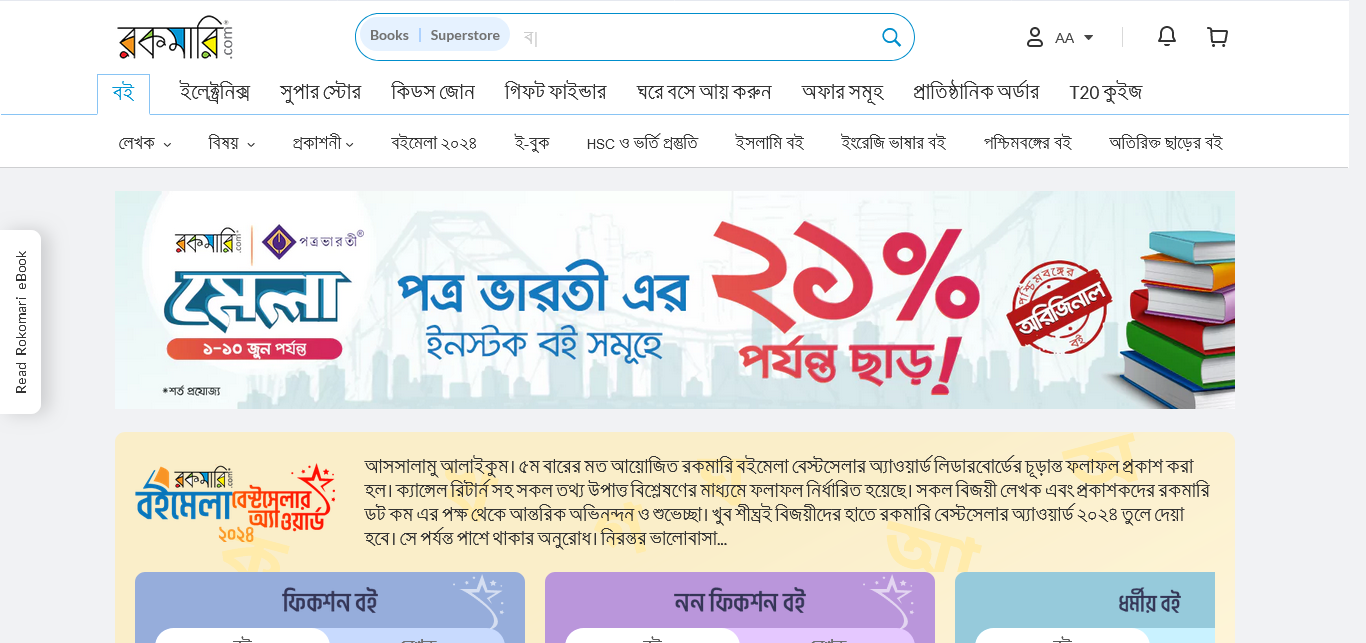 রকমারি.com
Books | Superstore
ব|
AA
বই ইলেক্ট্রনিক্স সুপার স্টোর কিডস জোন গিফট ফাইন্ডার ঘরে বসে আয় করুন অফার সমূহ প্রাতিষ্ঠানিক অর্ডার T20 কুইজ
লেখক বিষয় প্রকাশনী বইমেলা ২০২৪ ই-বুক HSC ও ভর্তি প্রস্তুতি ইসলামি বই ইংরেজি ভাষার বই পশ্চিমবঙ্গের বই অতিরিক্ত ছাড়ের বই
Read Rokomari eBook
রকমারি.com পত্রভারতী®
মেলা
১-১০ জুন পর্যন্ত
*শর্ত প্রযোজ্য
পত্র ভারতী এর
ইনস্টক বই সমূহে
২১%
পর্যন্ত ছাড়!
পশ্চিমবঙ্গের
অরিজিনাল
বই
রকমারি.com
বইমেলা বেস্টসেলার
অ্যাওয়ার্ড
২০২৪
আসসালামু আলাইকুম। ৫ম বারের মত আয়োজিত রকমারি বইমেলা বেস্টসেলার অ্যাওয়ার্ড লিডারবোর্ডের চূড়ান্ত ফলাফল প্রকাশ করা
হল। ক্যান্সেল রিটার্ন সহ সকল তথ্য উপাত্ত বিশ্লেষণের মাধ্যমে ফলাফল নির্ধারিত হয়েছে। সকল বিজয়ী লেখক এবং প্রকাশকদের রকমারি
ডট কম এর পক্ষ থেকে আন্তরিক অভিনন্দন ও শুভেচ্ছা। খুব শীঘ্রই বিজয়ীদের হাতে রকমারি বেস্টসেলার অ্যাওয়ার্ড ২০২৪ তুলে দেয়া
হবে। সে পর্যন্ত পাশে থাকার অনুরোধ। নিরন্তর ভালোবাসা...
ফিকশন বই নন ফিকশন বই ধর্মীয় বই